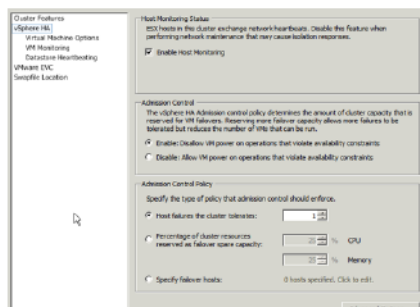 Cluster Features
vSphere HA
Virtual Machine Options
VM Monitoring
Datastore Heartbeating
VMware EVC
Swapfile Location
Host Monitoring Status
ESX hosts in the cluster exchange network heartbeats. Disable this feature when
performing network maintenance that may cause isolation responses.
Enable Host Monitoring
Admission Control
The vSphere HA Admission control policy determines the amount of cluster capacity that is
reserved for VM failovers. Reserving more failover capacity allows more failures to be
tolerated but reduces the number of VMs that can be run.
Enable: Disallow VM power on operations that violate availability constraints
Disable: Allow VM power on operations that violate availability constraints
Admission Control Policy
Specify the type of policy that admission control should enforce.
Host failures the cluster tolerates: 1
Percentage of cluster resources
reserved as failover spare capacity:
25 % CPU
25 % Memory
Specify failover hosts: 0 hosts specified. Click to edit.